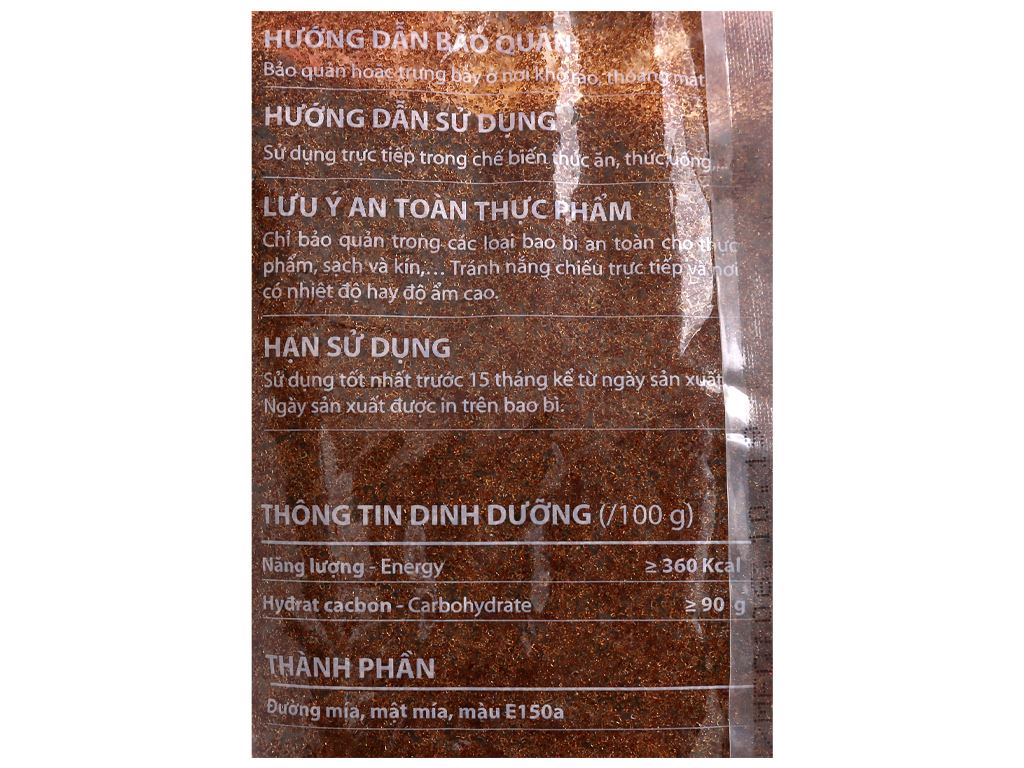 HƯỚNG DẪN BẢO QUẢN
Bảo quản hoặc trưng bày ở nơi khô ráo, thoáng mát
HƯỚNG DẪN SỬ DỤNG
Sử dụng trực tiếp trong chế biến thức ăn, thức uống,...
LƯU Ý AN TOÀN THỰC PHẨM
Chỉ bảo quản trong các loại bao bì an toàn cho thực
phẩm, sạch và kín,... Tránh nắng chiếu trực tiếp và nơi
có nhiệt độ hay độ ẩm cao.
HẠN SỬ DỤNG
Sử dụng tốt nhất trước 15 tháng kể từ ngày sản xuất
Ngày sản xuất được in trên bao bì.
THÔNG TIN DINH DƯỠNG (/100 g)
Năng lượng - Energy ≥ 360 Kcal
Hyđrat cacbon - Carbohydrate ≥ 90 g
THÀNH PHẦN
Đường mía, mật mía, màu E150a